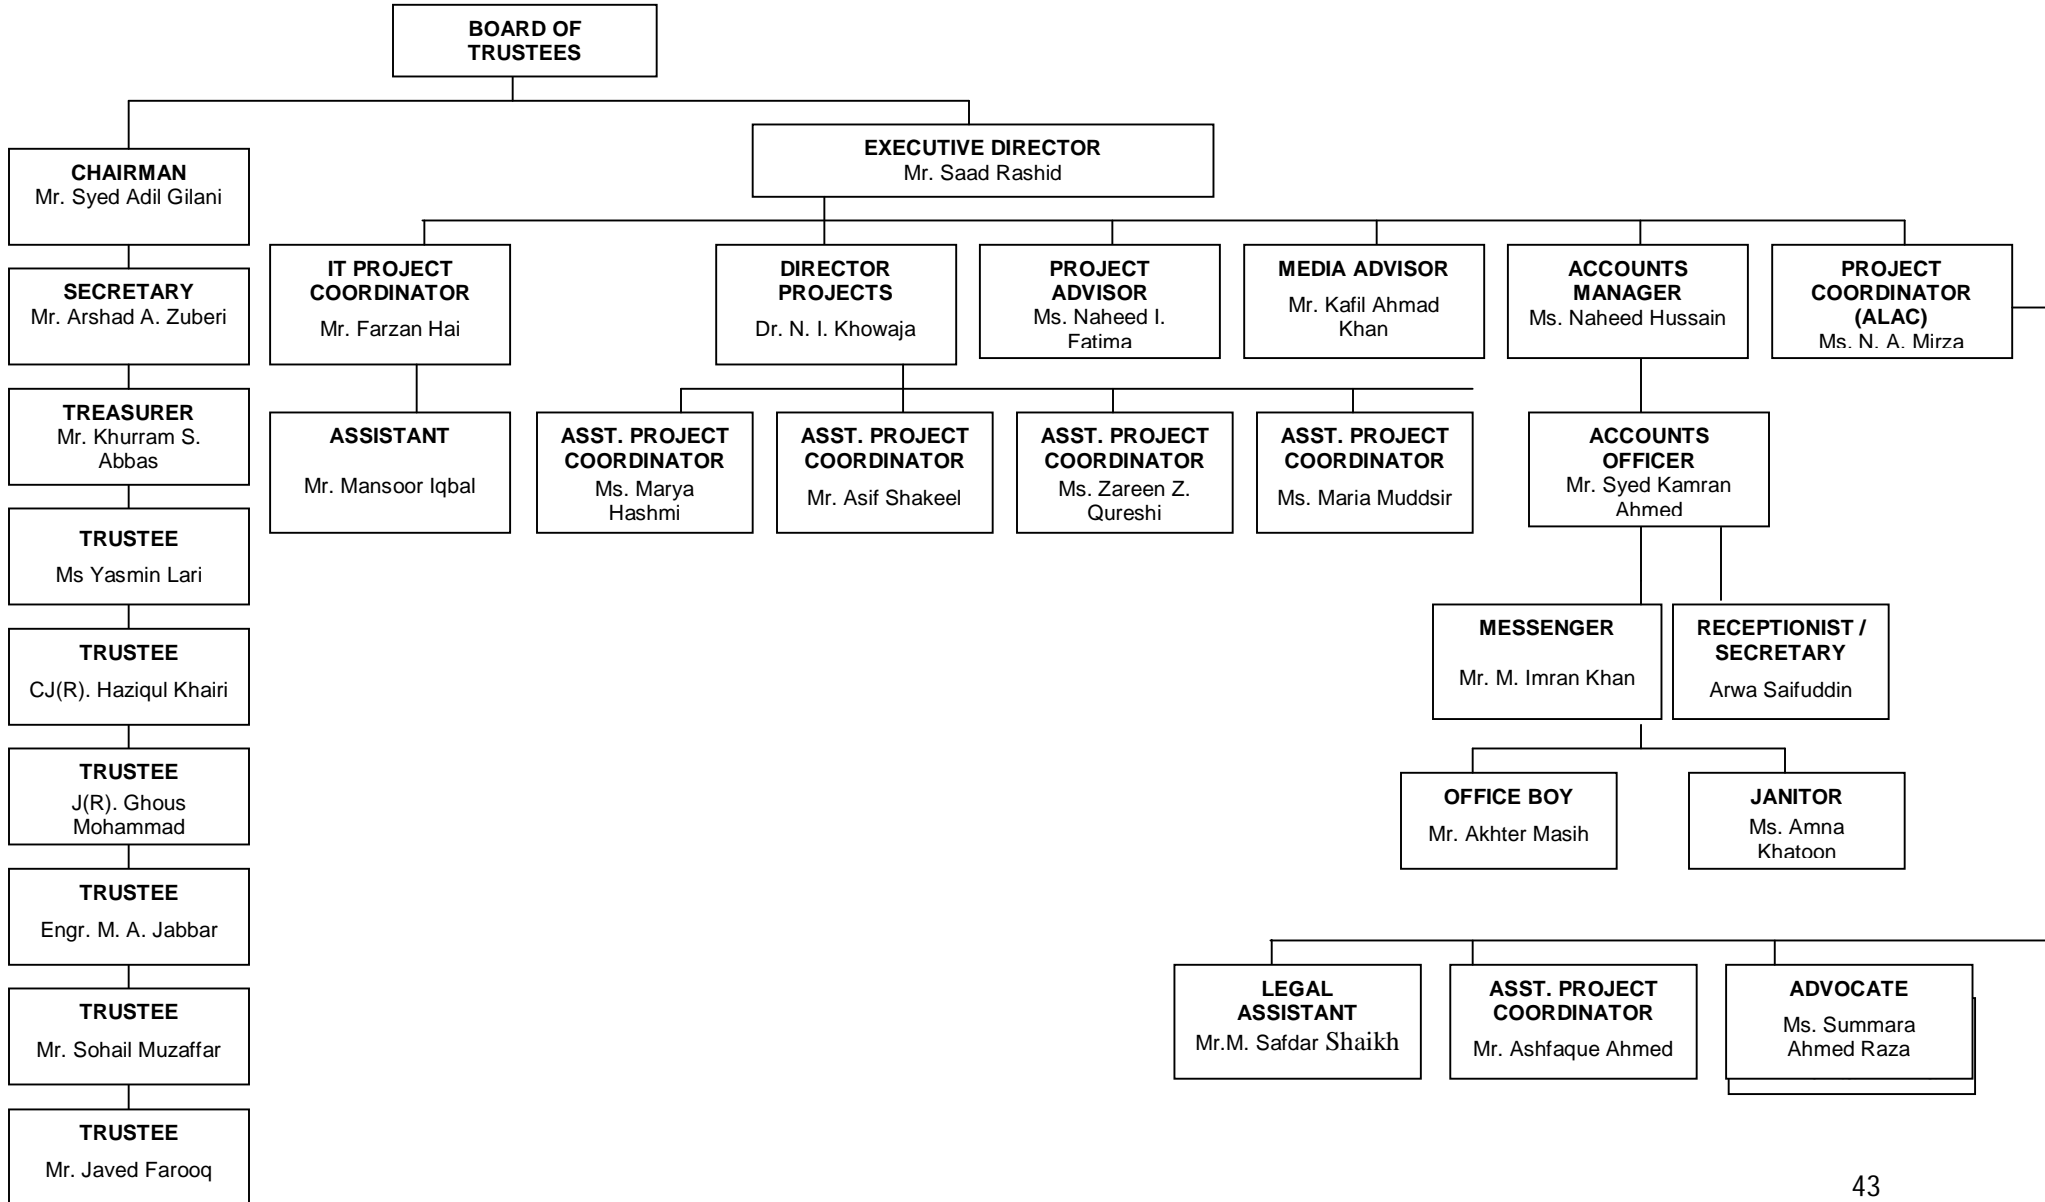 BOARD OF
TRUSTEES
CHAIRMAN
Mr. Syed Adil Gilani
SECRETARY
Mr. Arshad A. Zuberi
TREASURER
Mr. Khurram S.
Abbas
TRUSTEE
Ms Yasmin Lari
TRUSTEE
CJ(R). Haziqul Khairi
TRUSTEE
J(R). Ghous
Mohammad
TRUSTEE
Engr. M. A. Jabbar
TRUSTEE
Mr. Sohail Muzaffar
TRUSTEE
Mr. Javed Farooq
EXECUTIVE DIRECTOR
Mr. Saad Rashid
IT PROJECT
COORDINATOR
Mr. Farzan Hai
DIRECTOR
PROJECTS
Dr. N. I. Khowaja
PROJECT
ADVISOR
Ms. Naheed I.
Fatima
MEDIA ADVISOR
Mr. Kafil Ahmad
Khan
ACCOUNTS
MANAGER
Ms. Naheed Hussain
PROJECT
COORDINATOR
(ALAC)
Ms. N. A. Mirza
ASSISTANT
Mr. Mansoor Iqbal
ASST. PROJECT
COORDINATOR
Ms. Marya
Hashmi
ASST. PROJECT
COORDINATOR
Mr. Asif Shakeel
ASST. PROJECT
COORDINATOR
Ms. Zareen Z.
Qureshi
ASST. PROJECT
COORDINATOR
Ms. Maria Muddsir
ACCOUNTS
OFFICER
Mr. Syed Kamran
Ahmed
MESSENGER
Mr. M. Imran Khan
RECEPTIONIST /
SECRETARY
Arwa Saifuddin
OFFICE BOY
Mr. Akhter Masih
JANITOR
Ms. Amna
Khatoon
LEGAL
ASSISTANT
Mr.M. Safdar Shaikh
ASST. PROJECT
COORDINATOR
Mr. Ashfaque Ahmed
ADVOCATE
Ms. Summara
Ahmed Raza
43